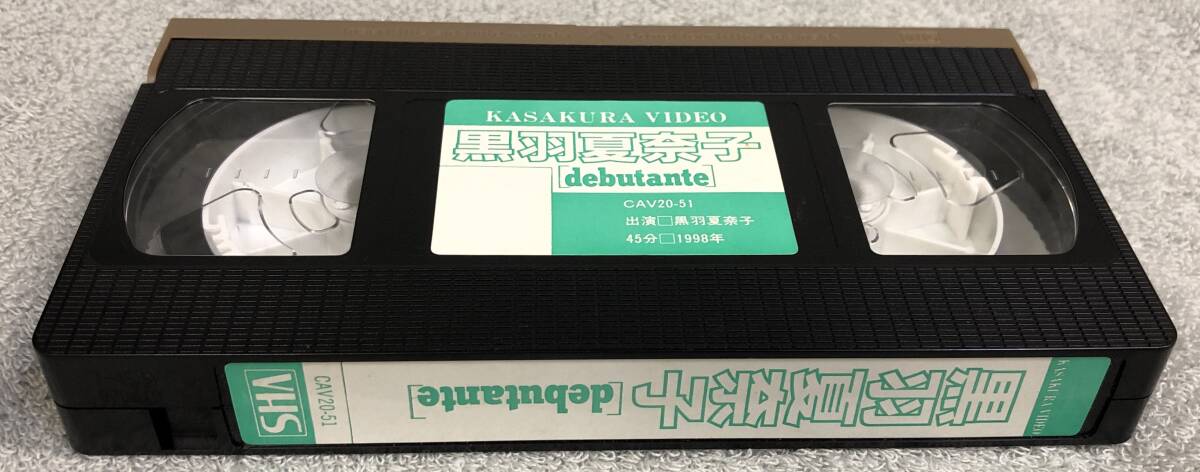 KASAKURA VIDEO
黒羽夏奈子
[debutante]
CAV20-51
出演□黒羽夏奈子
45分□1998年
KASAKURA VIDEO
黒羽夏奈子
[debutante]
CAV20-51
VHS